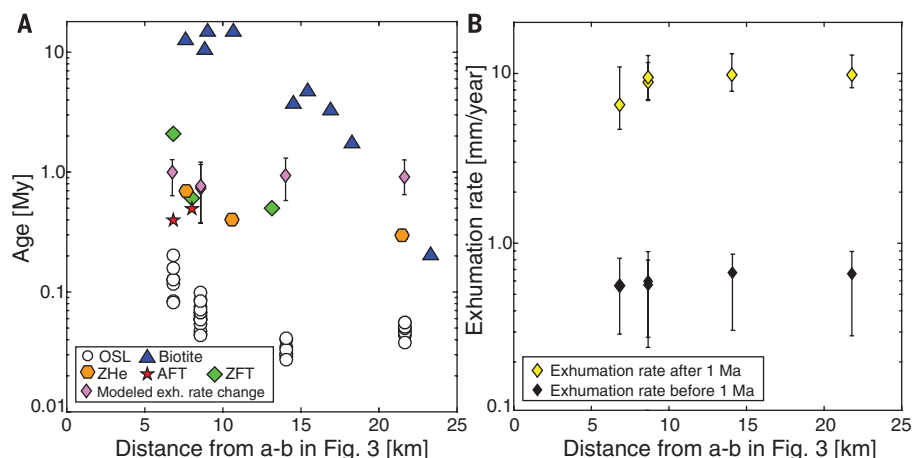 A
10
1.0
0.1
0.01
Age [My]
OSL Biotite
ZHe AFT ZFT
Modeled exh. rate change
0 5 10 15 20 25
Distance from a-b in Fig. 3 [km]
B
10
1.0
0.1
Exhumation rate [mm/year]
Exhumation rate after 1 Ma
Exhumation rate before 1 Ma
0 5 10 15 20 25
Distance from a-b in Fig. 3 [km]